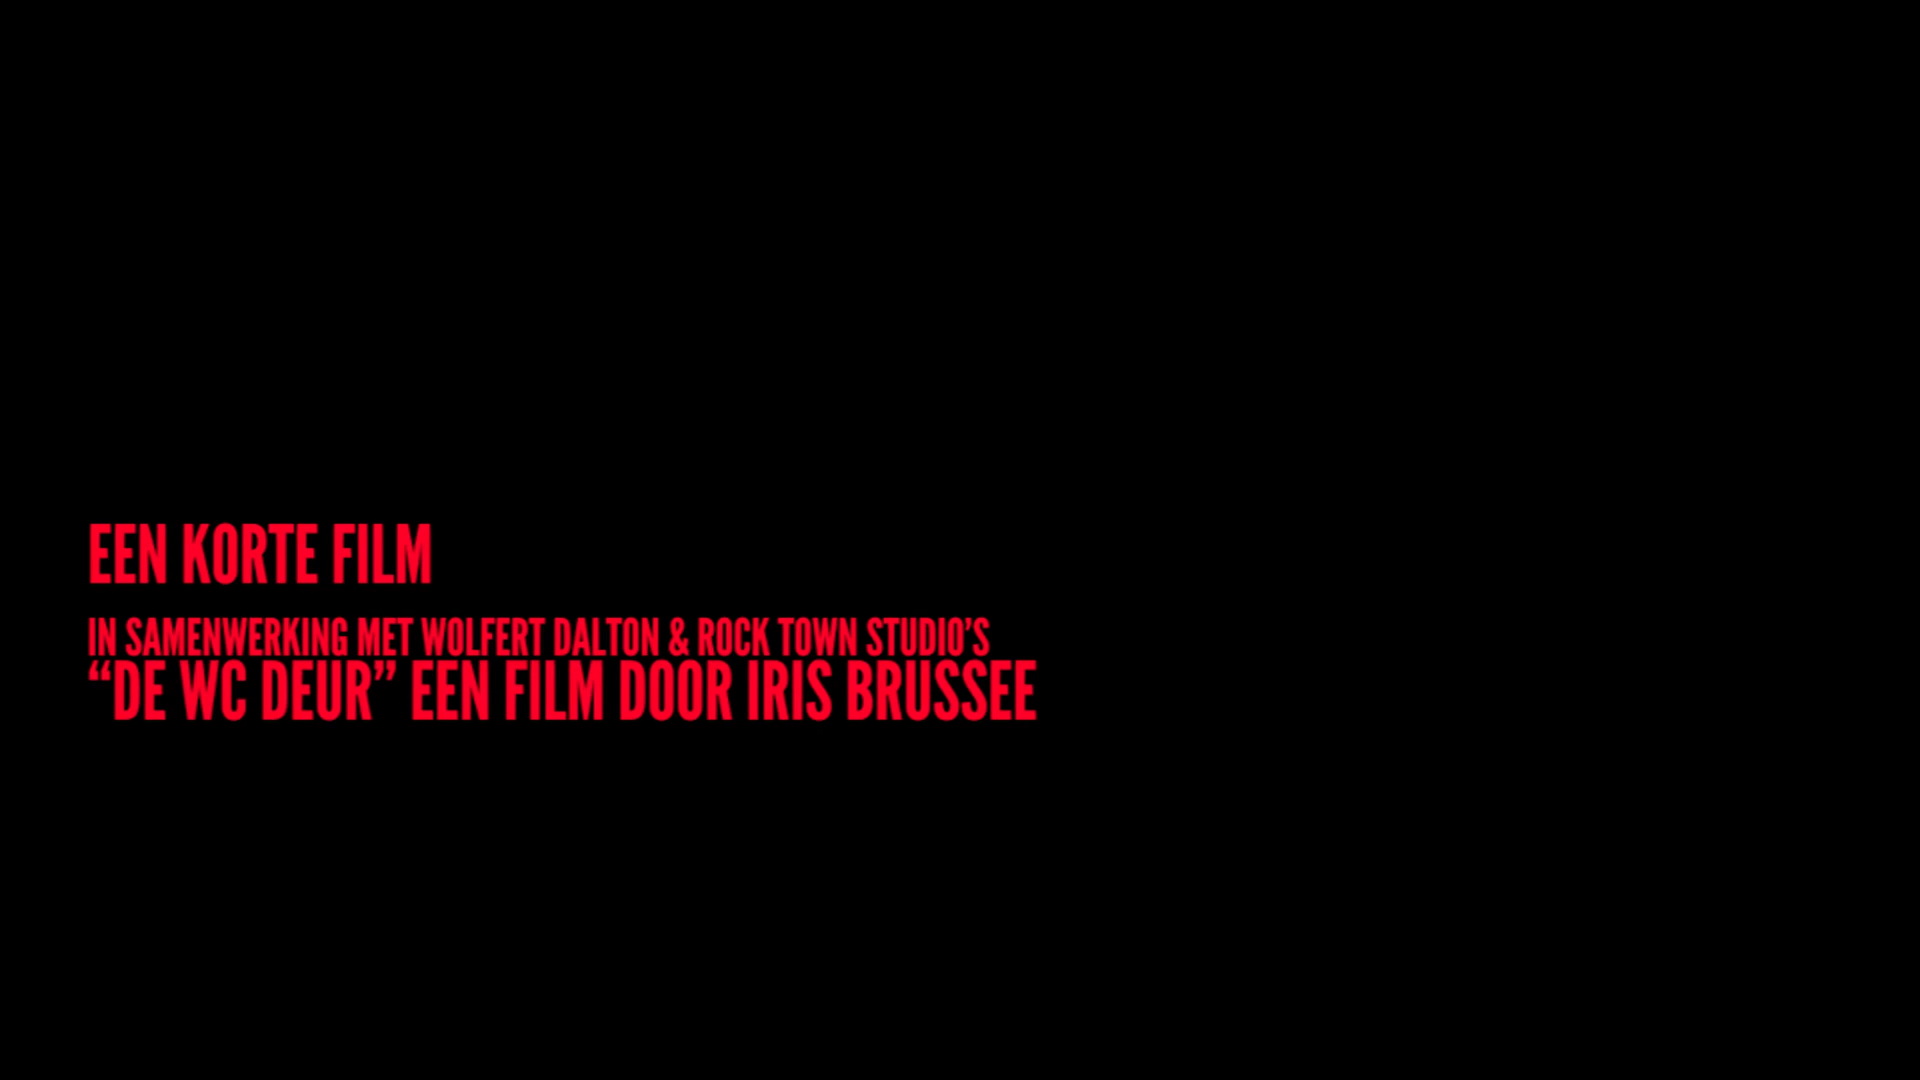 EEN KORTE FILM
IN SAMENWERKING MET WOLFERT DALTON & ROCK TOWN STUDIO’S
“DE WC DEUR” EEN FILM DOOR IRIS BRUSSEE